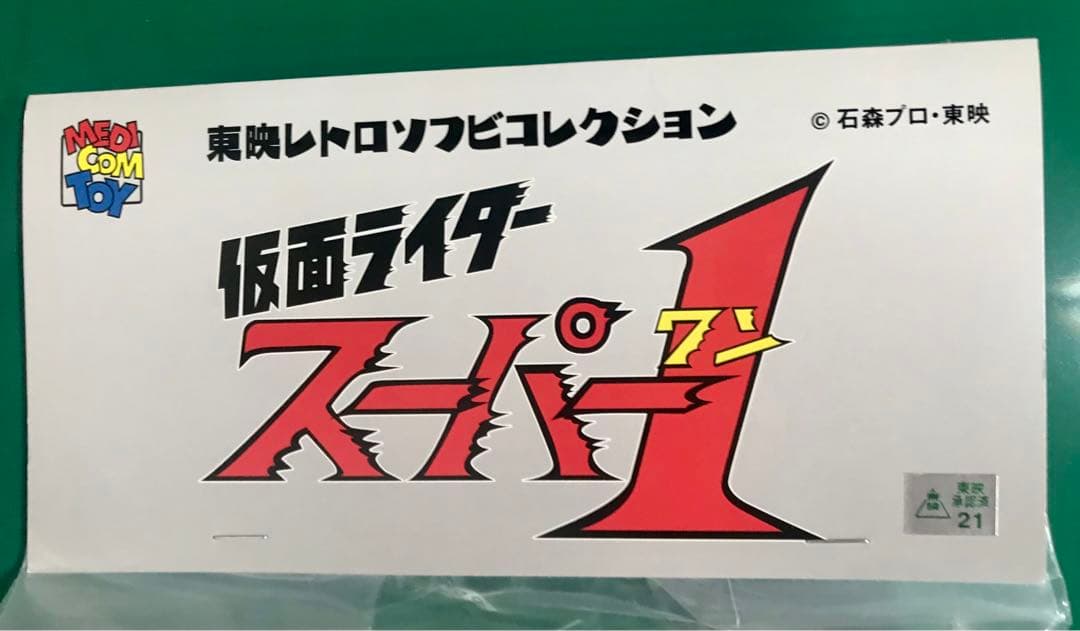 MEDI
COM
TOY
東映レトロソフビコレクション
© 石森プロ・東映
仮面ライダー
スーパー1
ワン
東映
東映
承認済
21